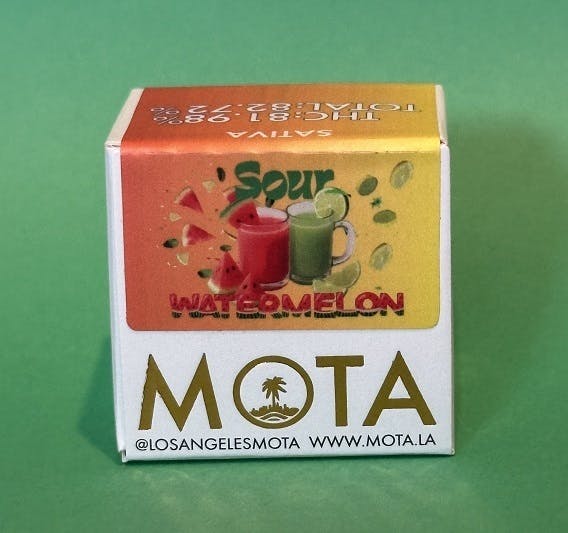 SATIVA
THC:81.98%
TOTAL:82.72%
Sour
WATERMELON
MOTA
@LOSANGELESMOTA WWW.MOTA.LA